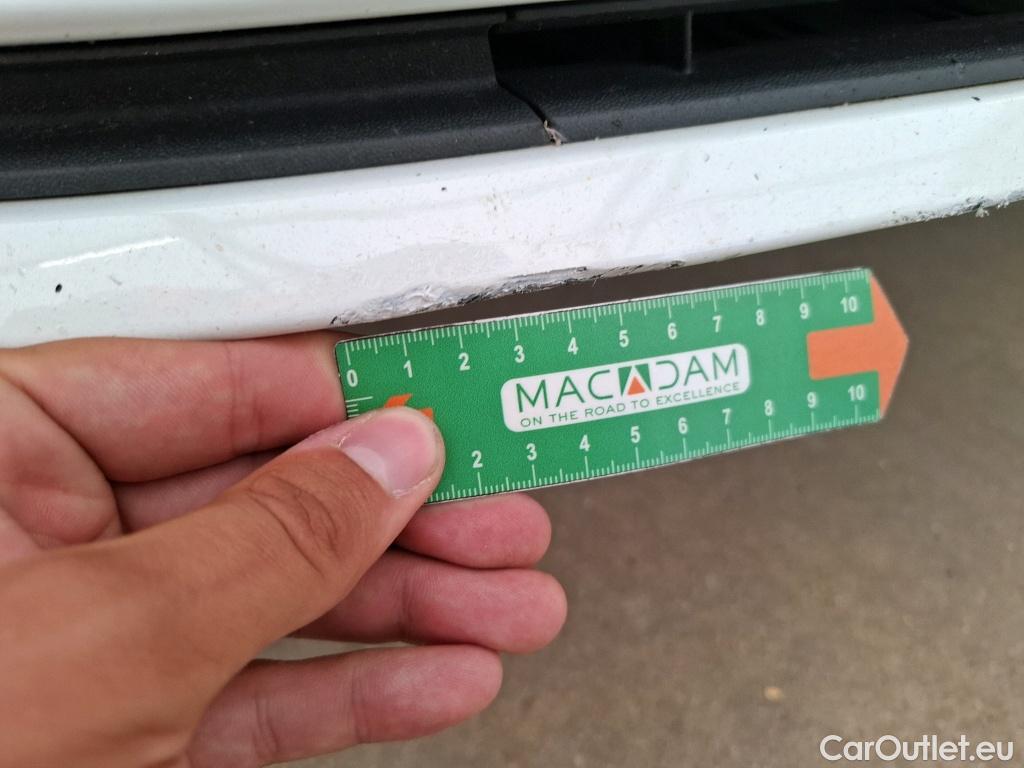 0 1 2 3 4 5 6 7 8 9 10
MACADAM
ON THE ROAD TO EXCELLENCE
2 3 4 5 6 7 8 9 10
CarOutlet.eu